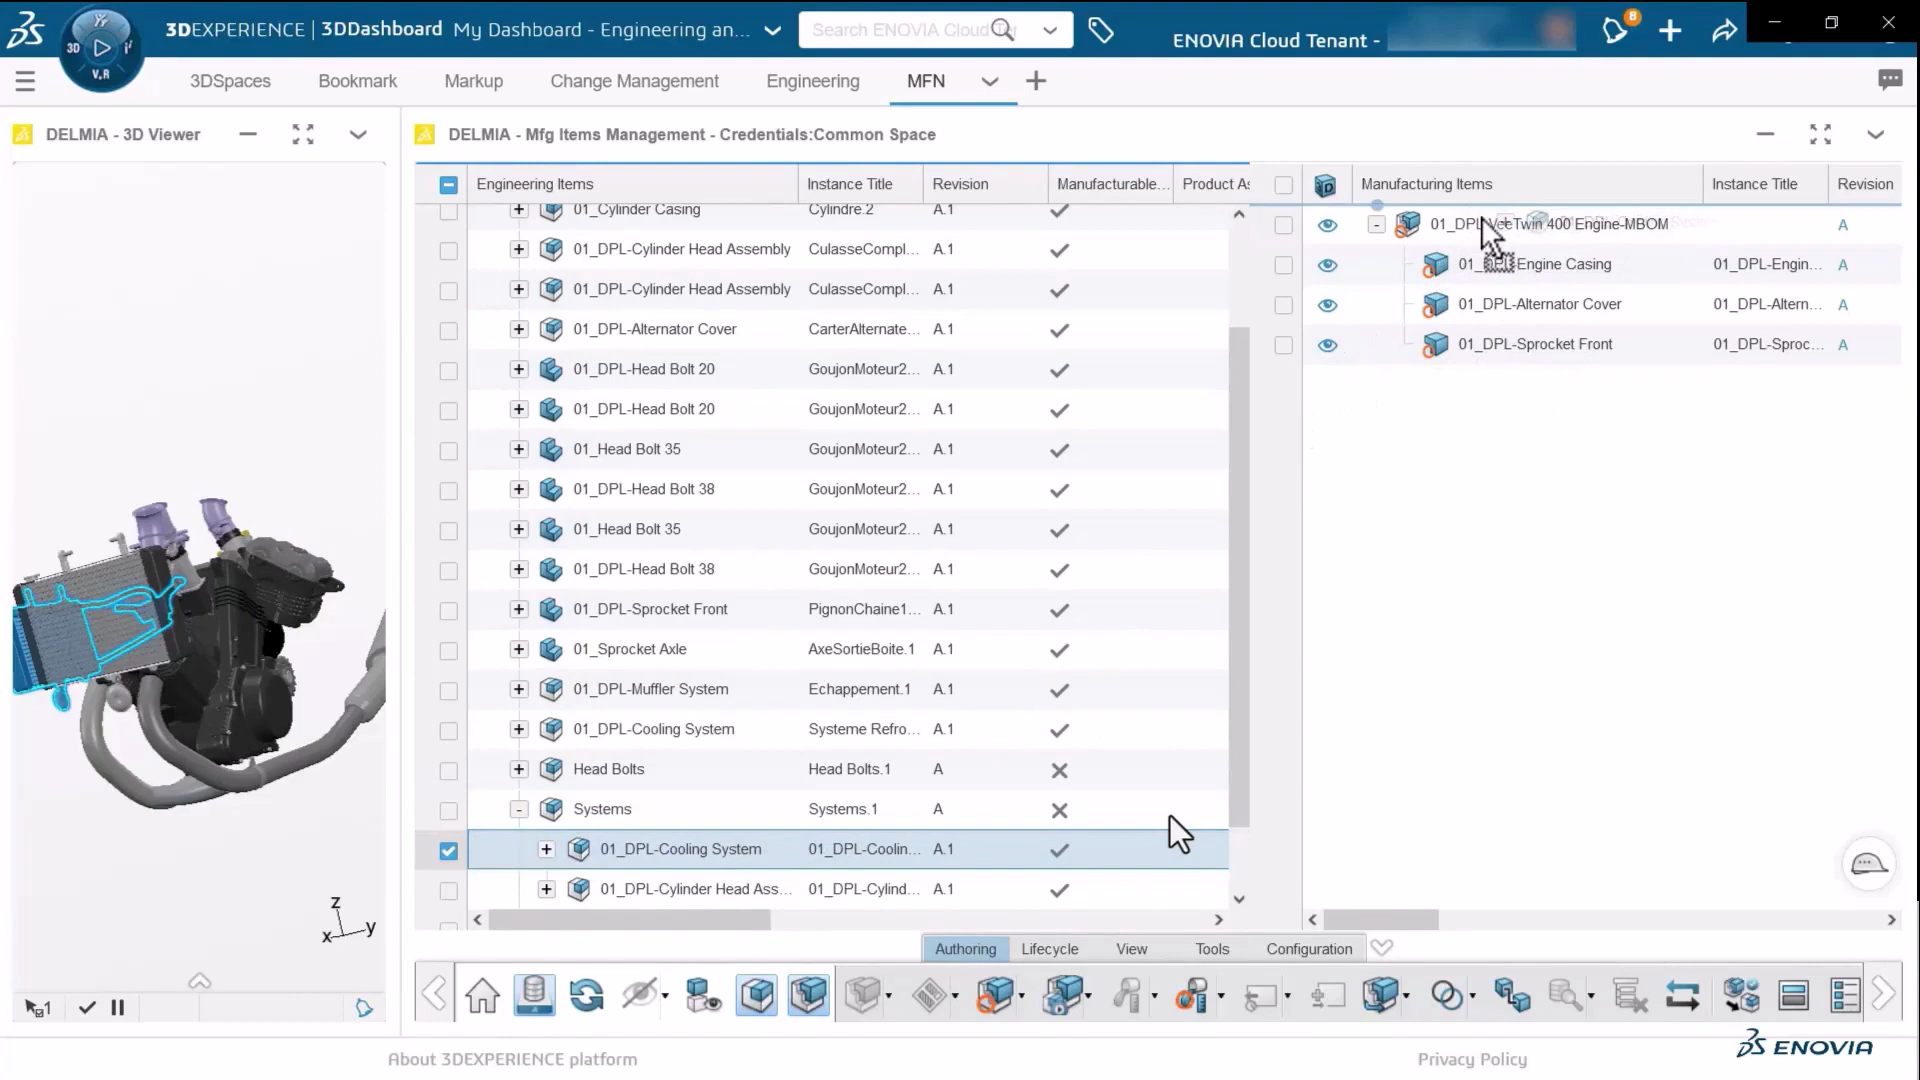 3DEXPERIENCE | 3DDashboard My Dashboard - Engineering an...
Search ENOVIA Cloud
ENOVIA Cloud Tenant -
8
3D
V.R
3DSpaces
Bookmark
Markup
Change Management
Engineering
MFN
DELMIA - 3D Viewer
DELMIA - Mfg Items Management - Credentials:Common Space
Engineering Items Instance Title Revision Manufacturable... Product As
01_Cylinder Casing Cylindre.2 A.1
01_DPL-Cylinder Head Assembly CulasseCompl... A.1
01_DPL-Cylinder Head Assembly CulasseCompl... A.1
01_DPL-Alternator Cover CarterAlternate... A.1
01_DPL-Head Bolt 20 GoujonMoteur2... A.1
01_DPL-Head Bolt 20 GoujonMoteur2... A.1
01_Head Bolt 35 GoujonMoteur2... A.1
01_DPL-Head Bolt 38 GoujonMoteur2... A.1
01_Head Bolt 35 GoujonMoteur2... A.1
01_DPL-Head Bolt 38 GoujonMoteur2... A.1
01_DPL-Sprocket Front PignonChaine1... A.1
01_Sprocket Axle AxeSortieBoite.1 A.1
01_DPL-Muffler System Echappement.1 A.1
01_DPL-Cooling System Systeme Refro... A.1
Head Bolts Head Bolts.1 A
Systems Systems.1 A
01_DPL-Cooling System 01_DPL-Coolin... A.1
01_DPL-Cylinder Head Ass... 01_DPL-Cylind... A.1
Manufacturing Items Instance Title Revision
01_DPL-VeeTwin 400 Engine-MBOM A
01_DPL-Engine Casing 01_DPL-Engin... A
01_DPL-Alternator Cover 01_DPL-Altern... A
01_DPL-Sprocket Front 01_DPL-Sproc... A
z
x
y
1
Authoring Lifecycle View Tools Configuration
About 3DEXPERIENCE platform
Privacy Policy
ENOVIA